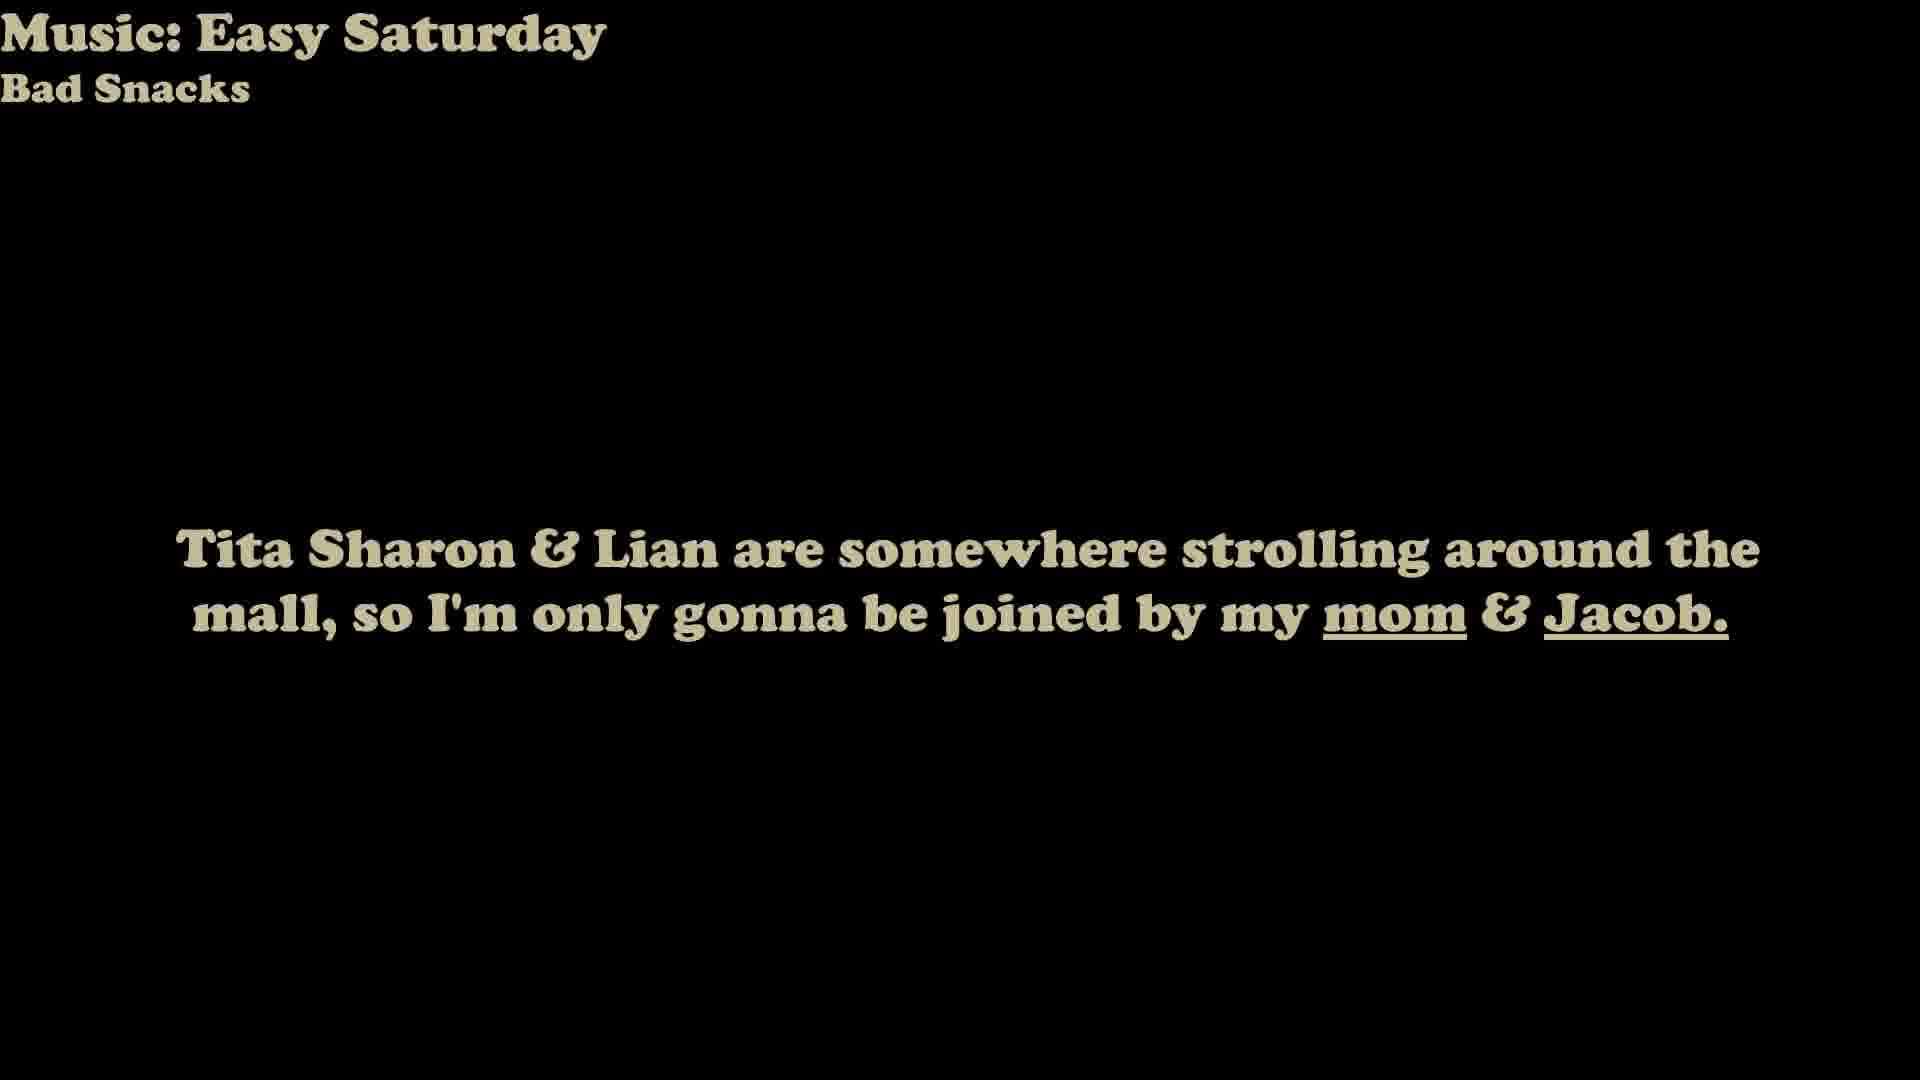 Music: Easy Saturday
Bad Snacks
Tita Sharon & Lian are somewhere strolling around the
mall, so I'm only gonna be joined by my mom & Jacob.